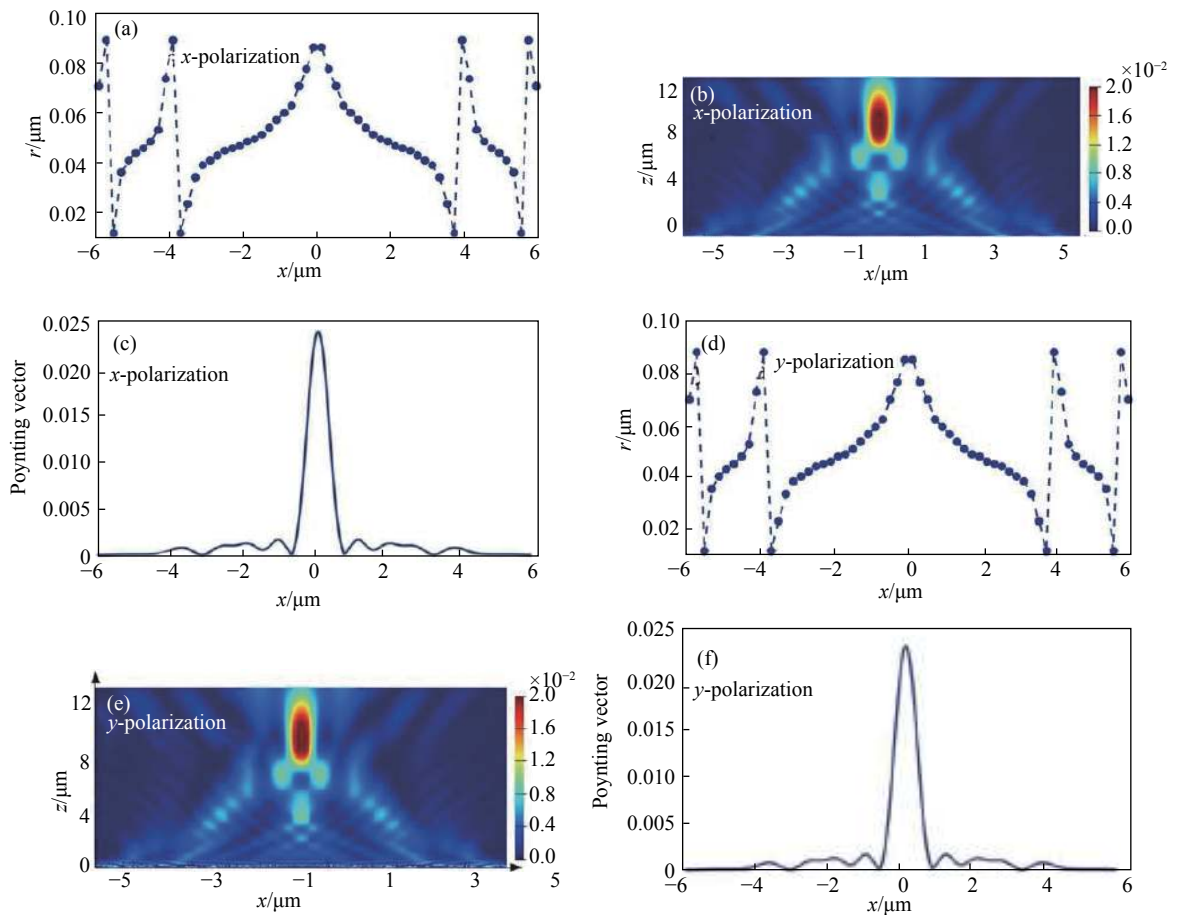 0.10
(a)
x-polarization
0.08
r/μm
0.06
0.04
0.02
−6 −4 −2 0 2 4 6
x/μm
×10⁻²
12
(b)
x-polarization
2.0
8
z/μm
1.6
1.2
4
0.8
0.4
0
0.0
−5 −3 −1 1 3 5
x/μm
0.025
(c)
x-polarization
0.020
Poynting vector
0.015
0.010
0.005
0
−6 −4 −2 0 2 4 6
x/μm
0.10
(d)
y-polarization
0.08
r/μm
0.06
0.04
0.02
−6 −4 −2 0 2 4 6
x/μm
×10⁻²
12
(e)
y-polarization
2.0
8
z/μm
1.6
1.2
4
0.8
0.4
0
0.0
−5 −3 −1 1 3 5
x/μm
0.025
(f)
y-polarization
0.020
Poynting vector
0.015
0.010
0.005
0
−6 −4 −2 0 2 4 6
x/μm